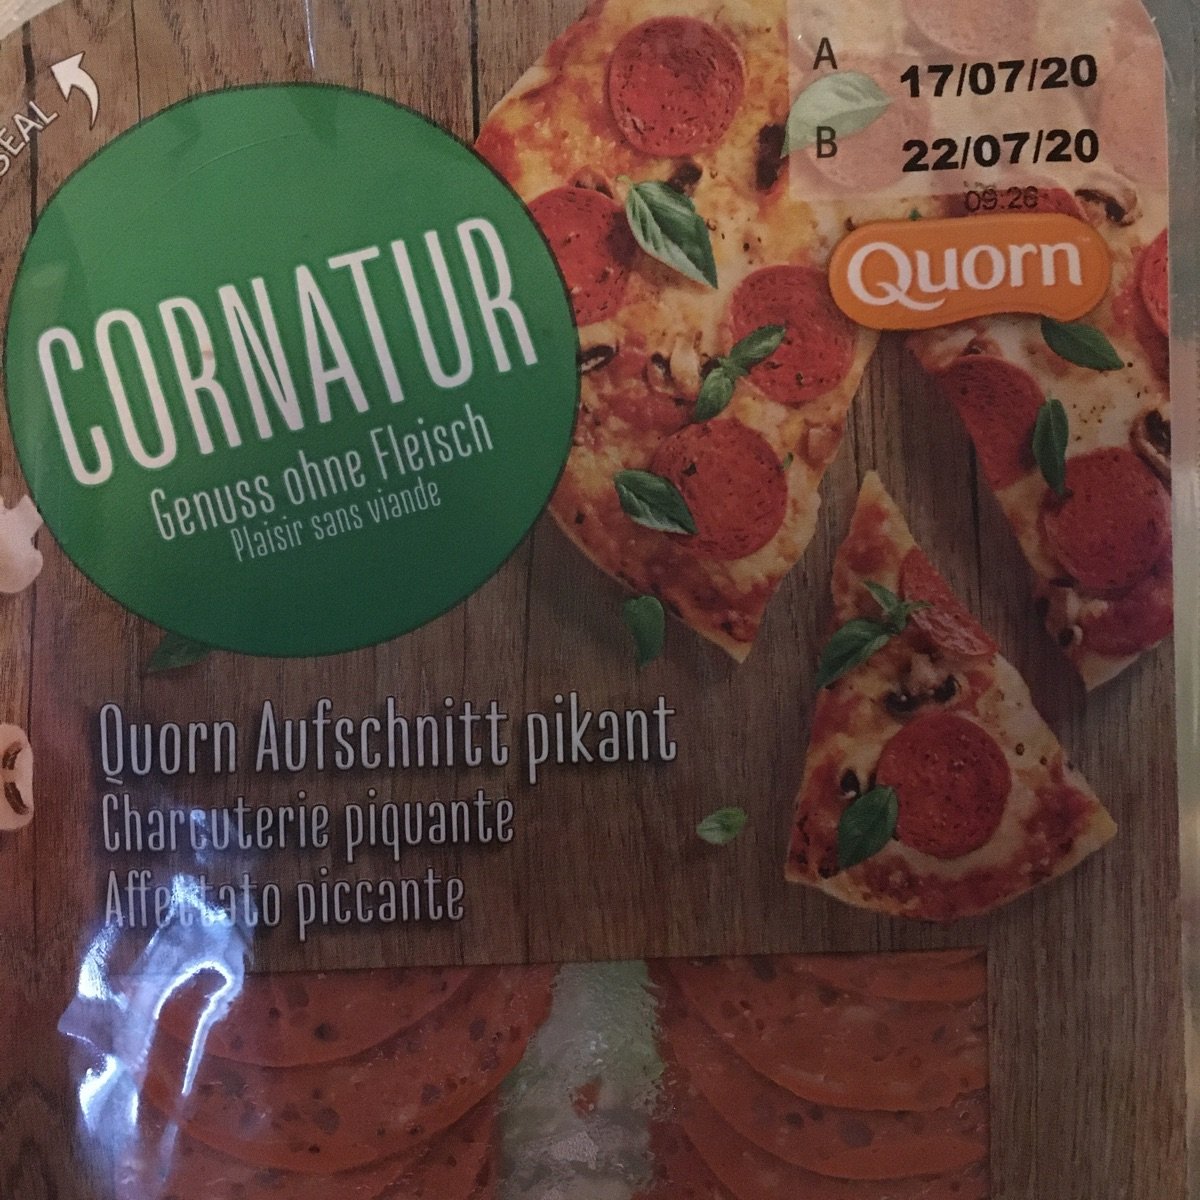 SEAL
A 17/07/20
B 22/07/20
09:26
Quorn™
CORNATUR
Genuss ohne Fleisch
Plaisir sans viande
Quorn Aufschnitt pikant
Charcuterie piquante
Affettato piccante